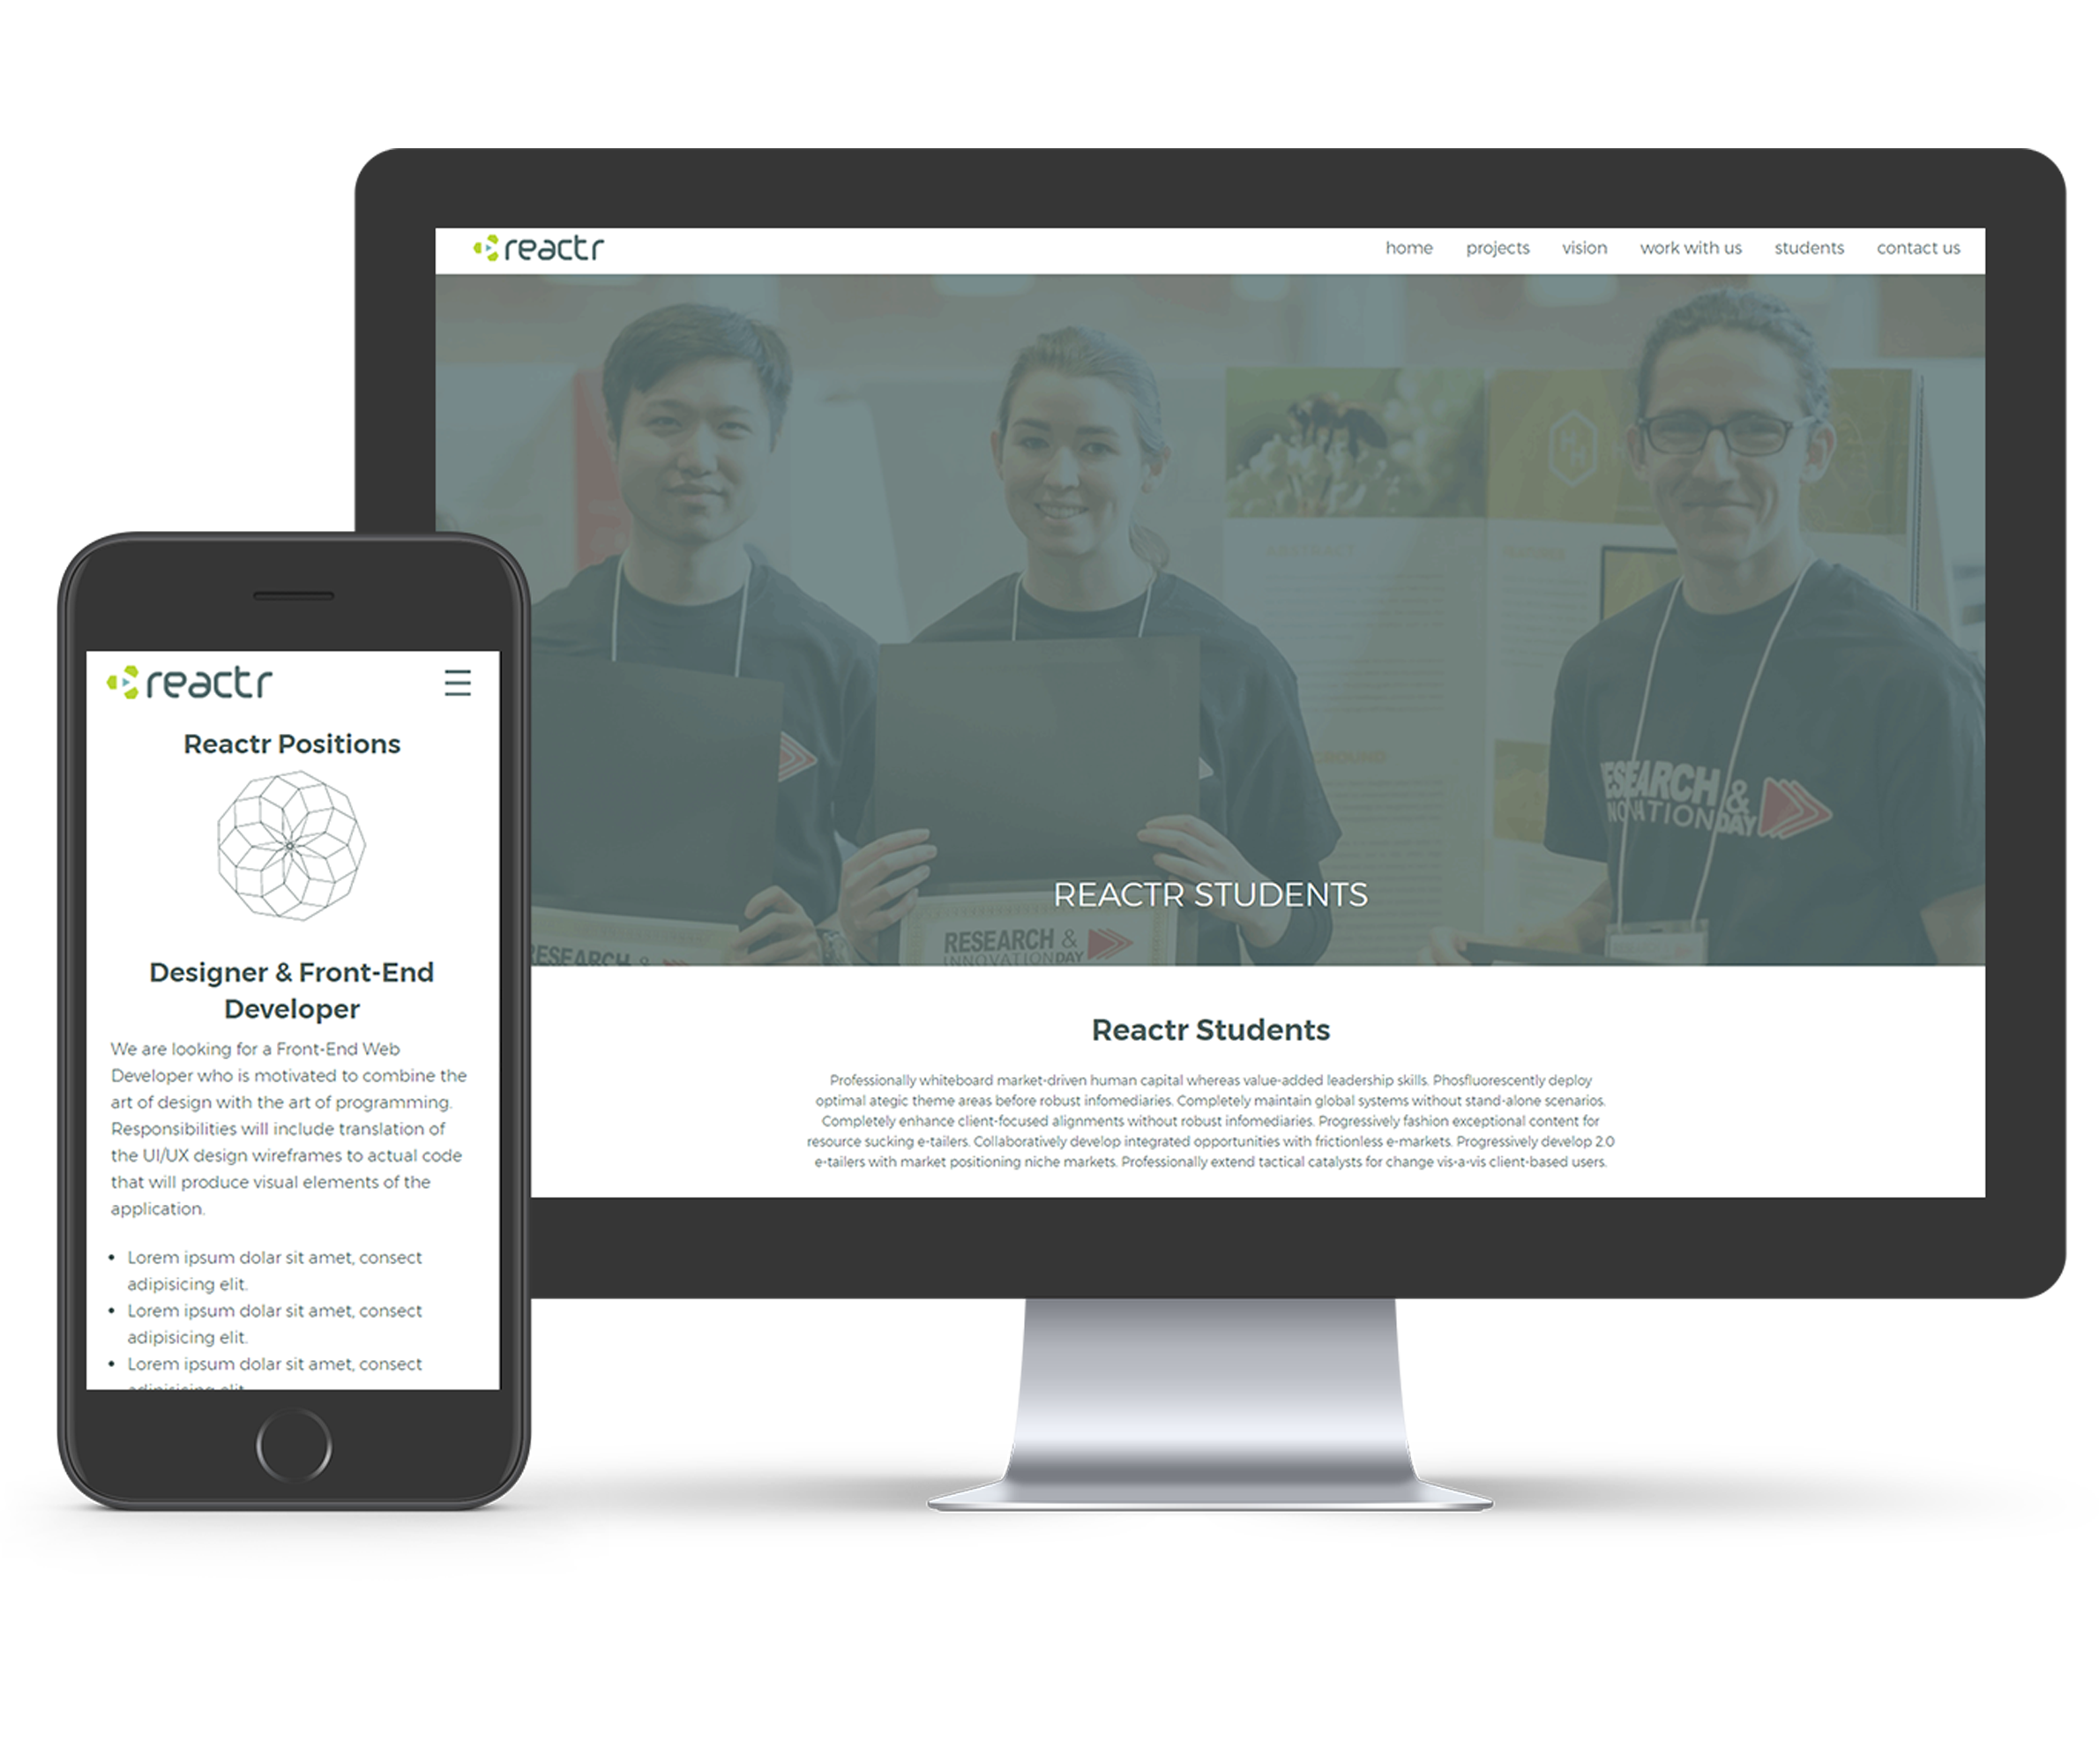 reactr
home projects vision work with us students contact us
H
H
ABSTRACT
ESEARCH &
NOVATION DAY
REACTR STUDENTS
RESEARCH &
INNOVATION DAY
RESEARCH &
Reactr Students
Professionally whiteboard market-driven human capital whereas value-added leadership skills. Phosfluorescently deploy
optimal ategic theme areas before robust infomediaries. Completely maintain global systems without stand-alone scenarios.
Completely enhance client-focused alignments without robust infomediaries. Progressively fashion exceptional content for
resource sucking e-tailers. Collaboratively develop integrated opportunities with frictionless e-markets. Progressively develop 2.0
e-tailers with market positioning niche markets. Professionally extend tactical catalysts for change vis-a-vis client-based users.
reactr
Reactr Positions
Designer & Front-End
Developer
We are looking for a Front-End Web
Developer who is motivated to combine the
art of design with the art of programming.
Responsibilities will include translation of
the UI/UX design wireframes to actual code
that will produce visual elements of the
application.
• Lorem ipsum dolar sit amet, consect
adipisicing elit.
• Lorem ipsum dolar sit amet, consect
adipisicing elit.
• Lorem ipsum dolar sit amet, consect
adipisicing elit.